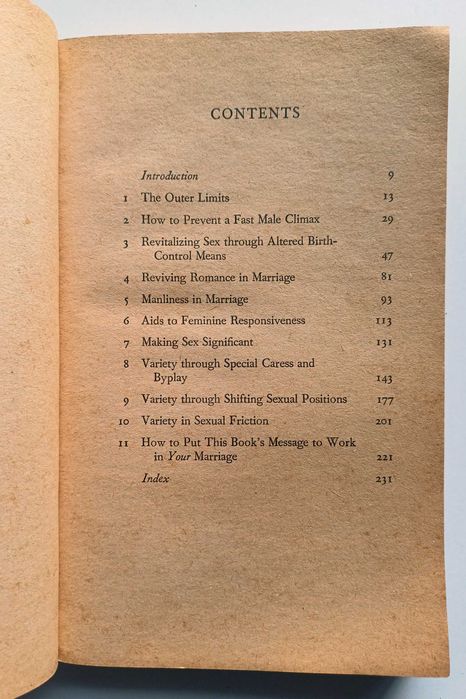 CONTENTS
Introduction 9
1 The Outer Limits 13
2 How to Prevent a Fast Male Climax 29
3 Revitalizing Sex through Altered Birth-
Control Means 47
4 Reviving Romance in Marriage 81
5 Manliness in Marriage 93
6 Aids to Feminine Responsiveness 113
7 Making Sex Significant 131
8 Variety through Special Caress and
Byplay 143
9 Variety through Shifting Sexual Positions 177
10 Variety in Sexual Friction 201
11 How to Put This Book's Message to Work
in Your Marriage 221
Index 231